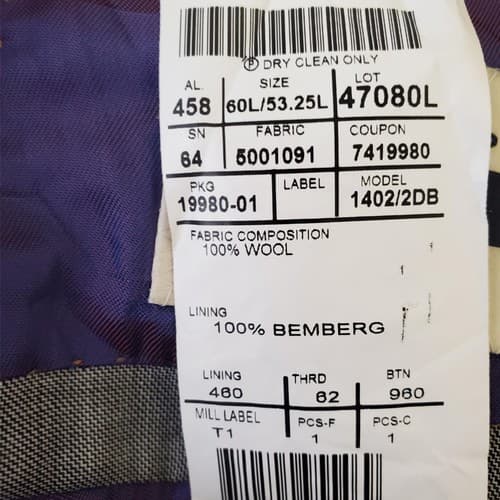 Ⓟ DRY CLEAN ONLY
AL. SIZE LOT
458 60L/53.25L 47080L
SN FABRIC COUPON
64 5001091 7419980
PKG LABEL MODEL
19980-01 1402/2DB
FABRIC COMPOSITION
100% WOOL
LINING
100% BEMBERG
LINING THRD BTN
460 62 960
MILL LABEL PCS-F PCS-C
T1 1 1